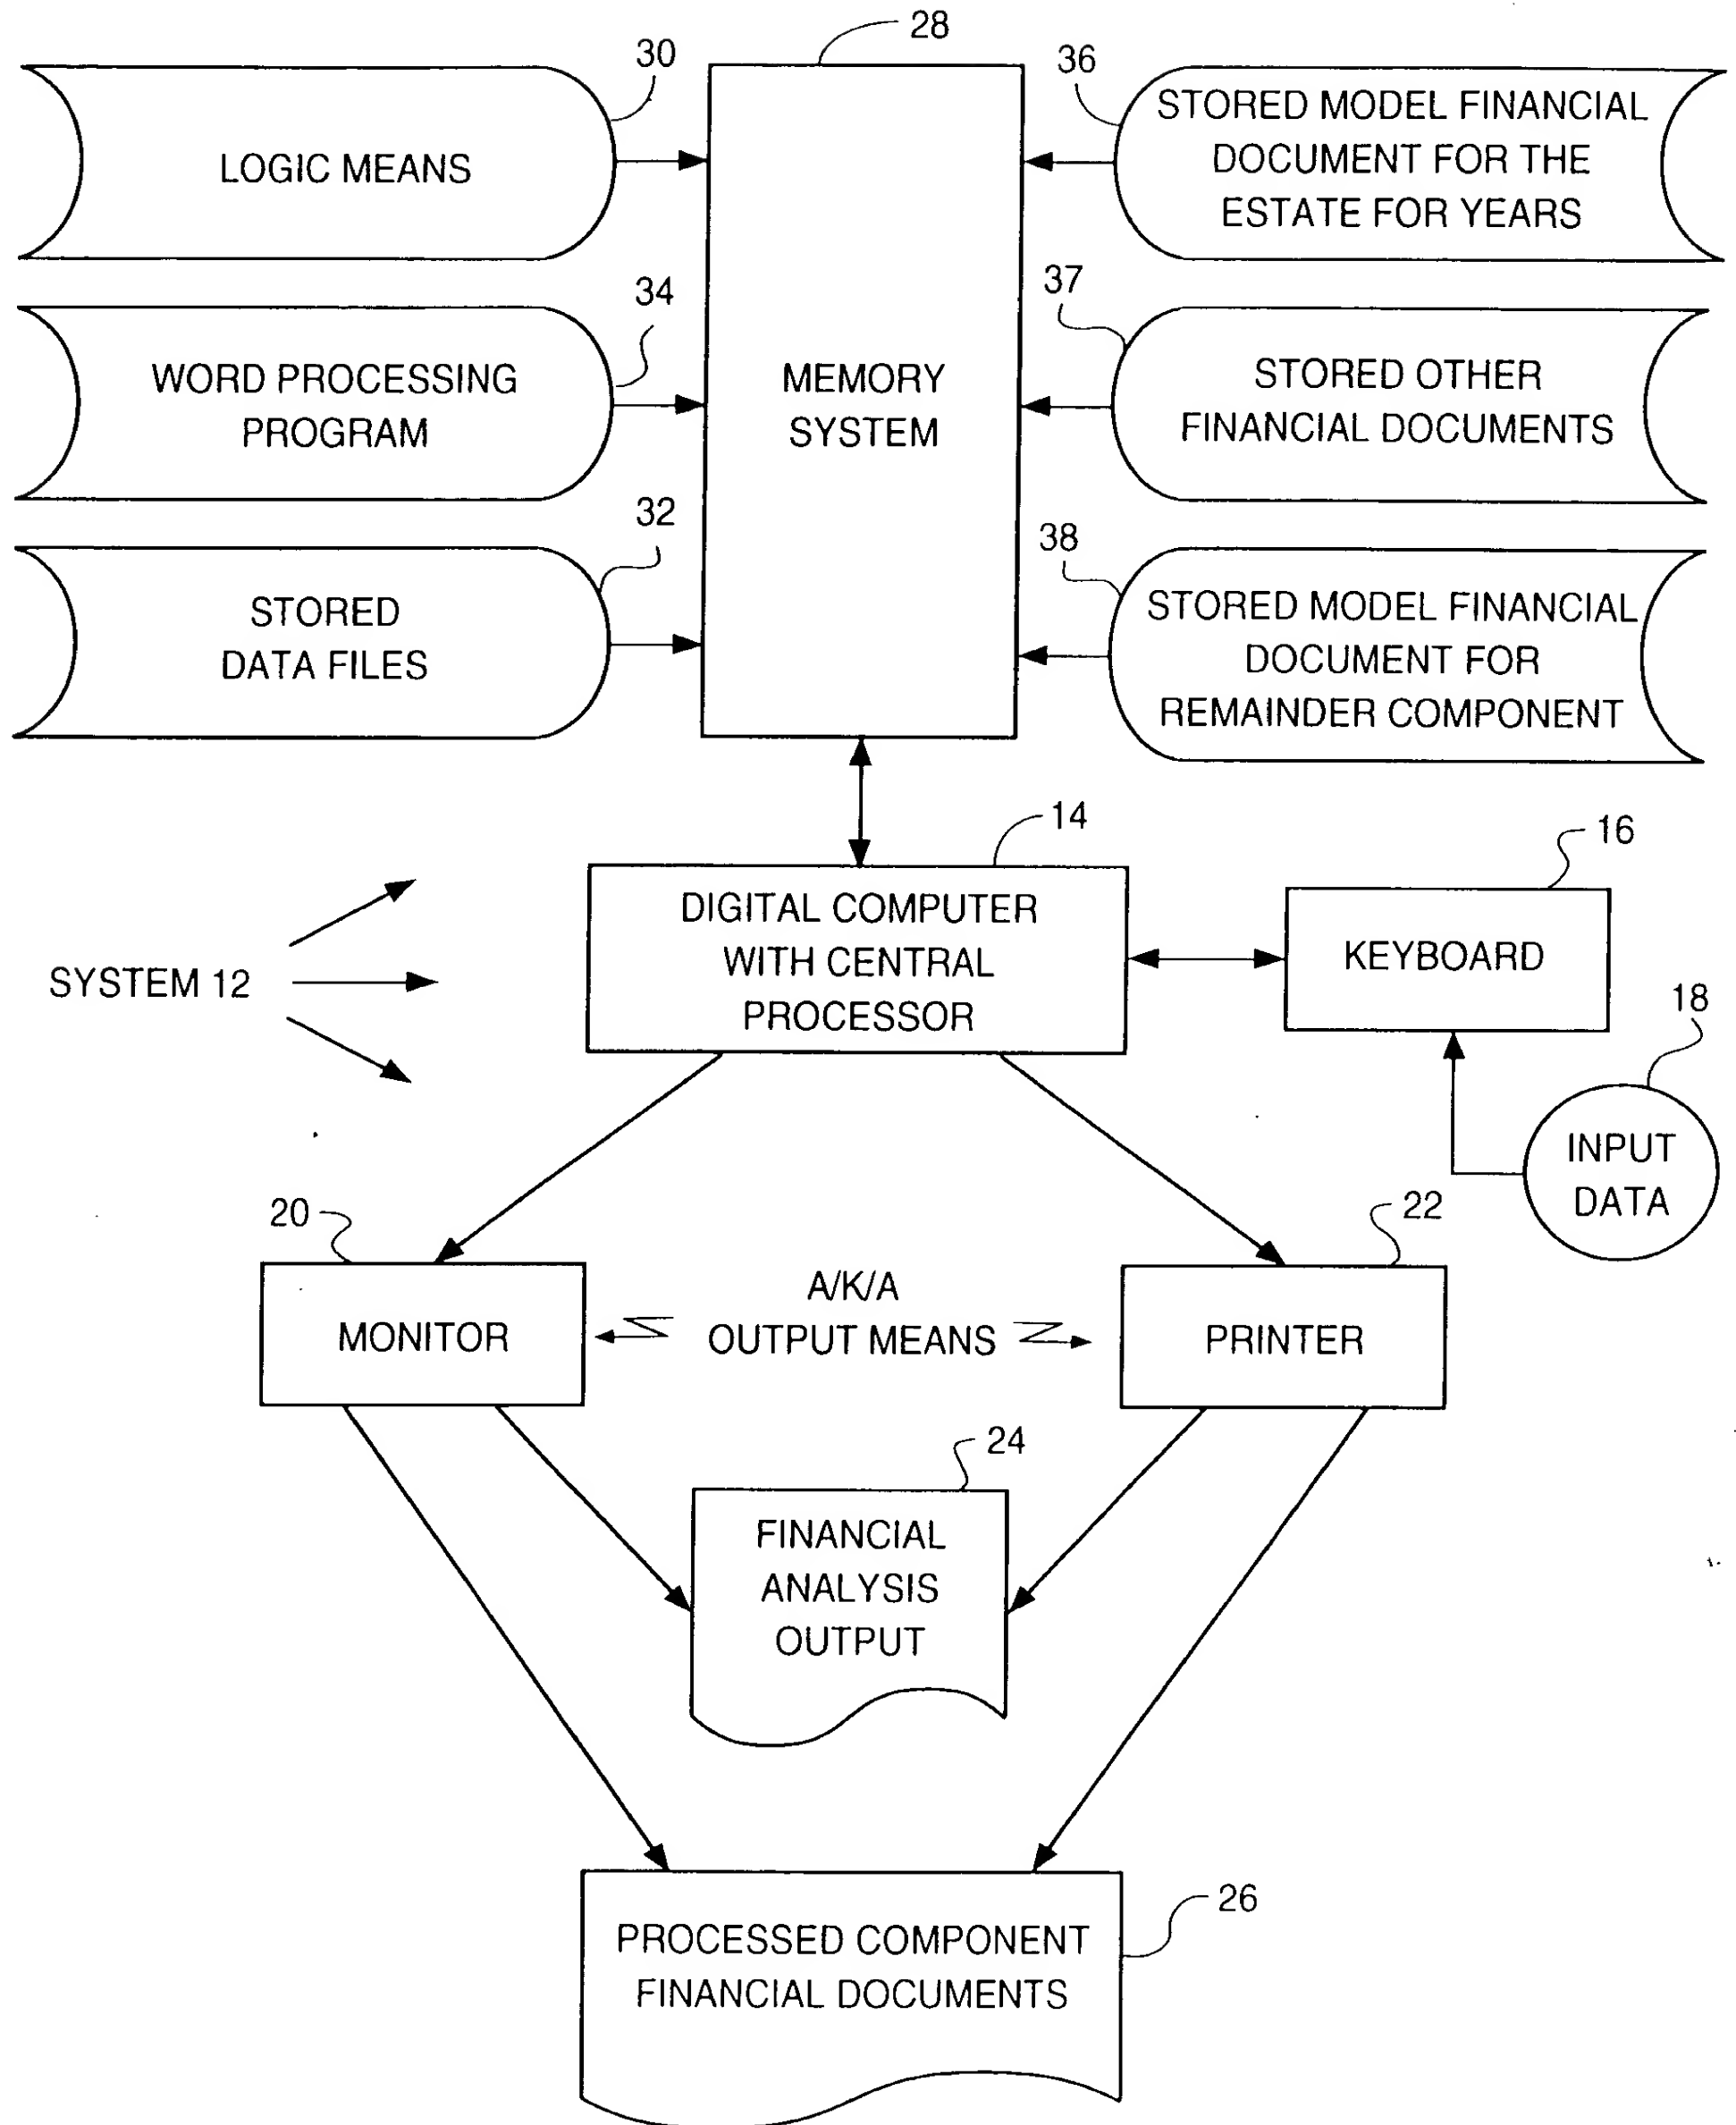 28
30
36
LOGIC MEANS
STORED MODEL FINANCIAL
DOCUMENT FOR THE
ESTATE FOR YEARS
34
37
WORD PROCESSING
PROGRAM
MEMORY
SYSTEM
STORED OTHER
FINANCIAL DOCUMENTS
32
38
STORED
DATA FILES
STORED MODEL FINANCIAL
DOCUMENT FOR
REMAINDER COMPONENT
14
16
DIGITAL COMPUTER
WITH CENTRAL
PROCESSOR
KEYBOARD
SYSTEM 12
18
INPUT
DATA
20
22
MONITOR
A/K/A
OUTPUT MEANS
PRINTER
24
FINANCIAL
ANALYSIS
OUTPUT
26
PROCESSED COMPONENT
FINANCIAL DOCUMENTS